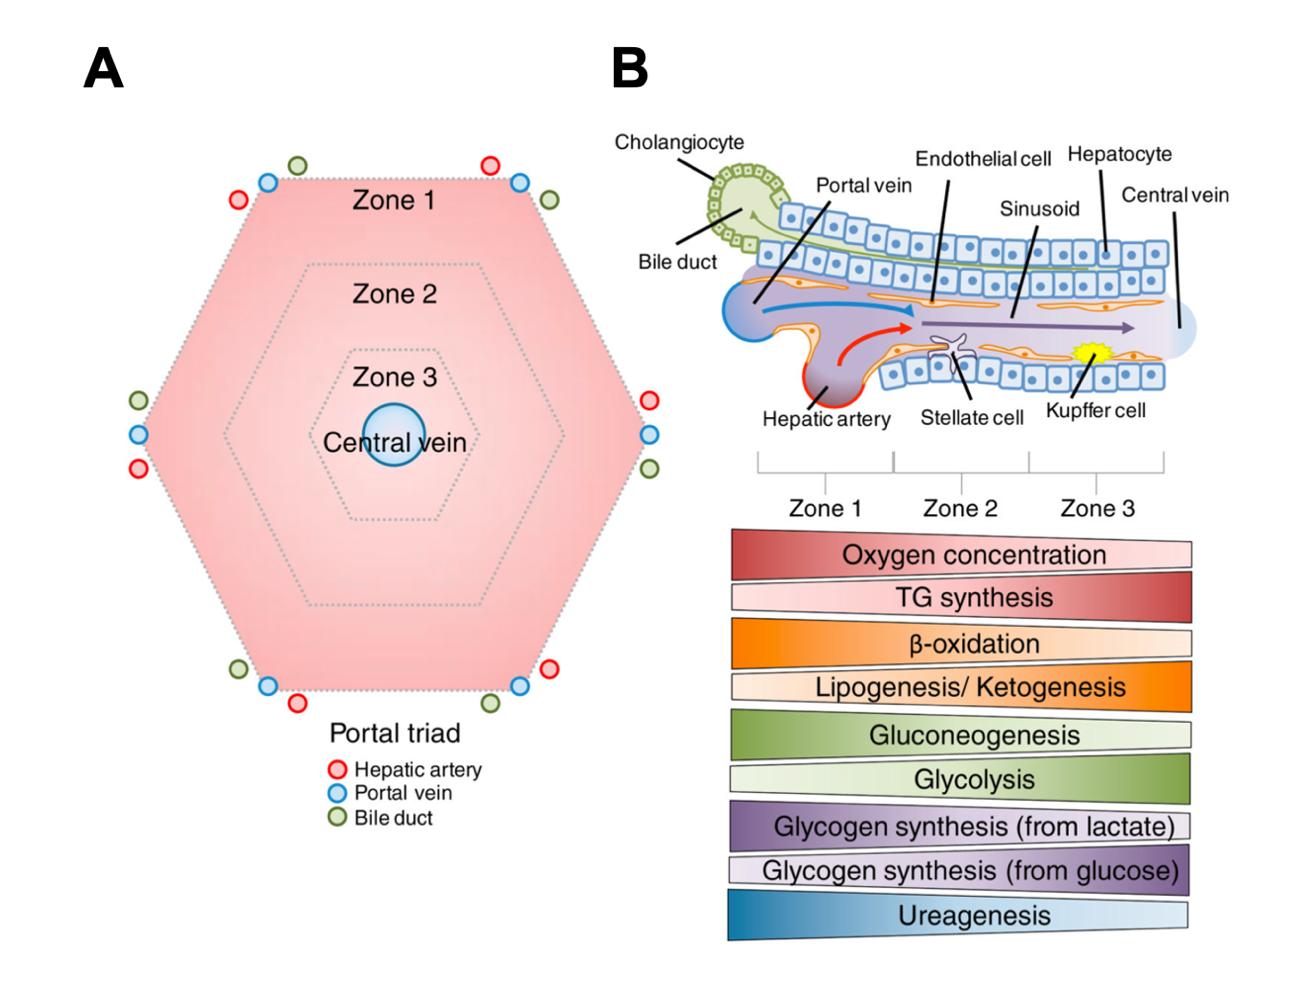 A
Zone 1
Zone 2
Zone 3
Central vein
Portal triad
Hepatic artery
Portal vein
Bile duct
B
Cholangiocyte
Endothelial cell
Hepatocyte
Portal vein
Central vein
Sinusoid
Bile duct
Hepatic artery
Stellate cell
Kupffer cell
Zone 1
Zone 2
Zone 3
Oxygen concentration
TG synthesis
β-oxidation
Lipogenesis/ Ketogenesis
Gluconeogenesis
Glycolysis
Glycogen synthesis (from lactate)
Glycogen synthesis (from glucose)
Ureagenesis